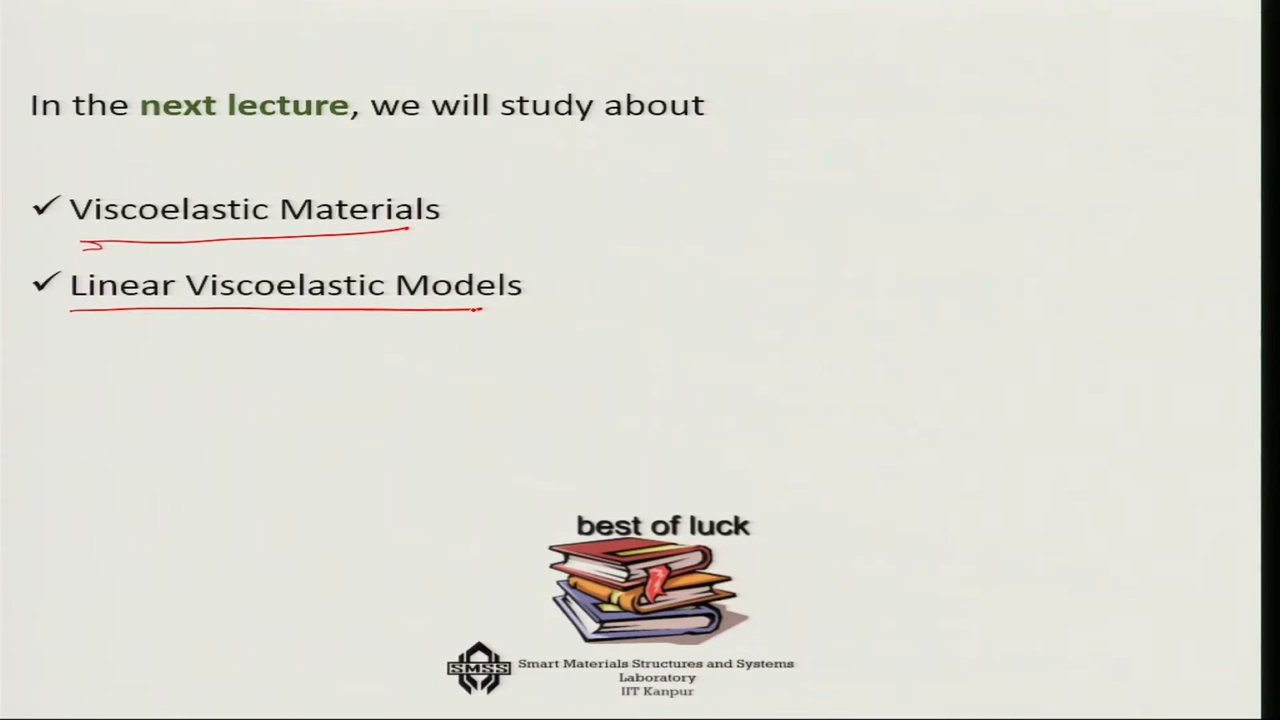 In the next lecture, we will study about
✓ Viscoelastic Materials
✓ Linear Viscoelastic Models
best of luck
SMSS
Smart Materials Structures and Systems
Laboratory
IIT Kanpur